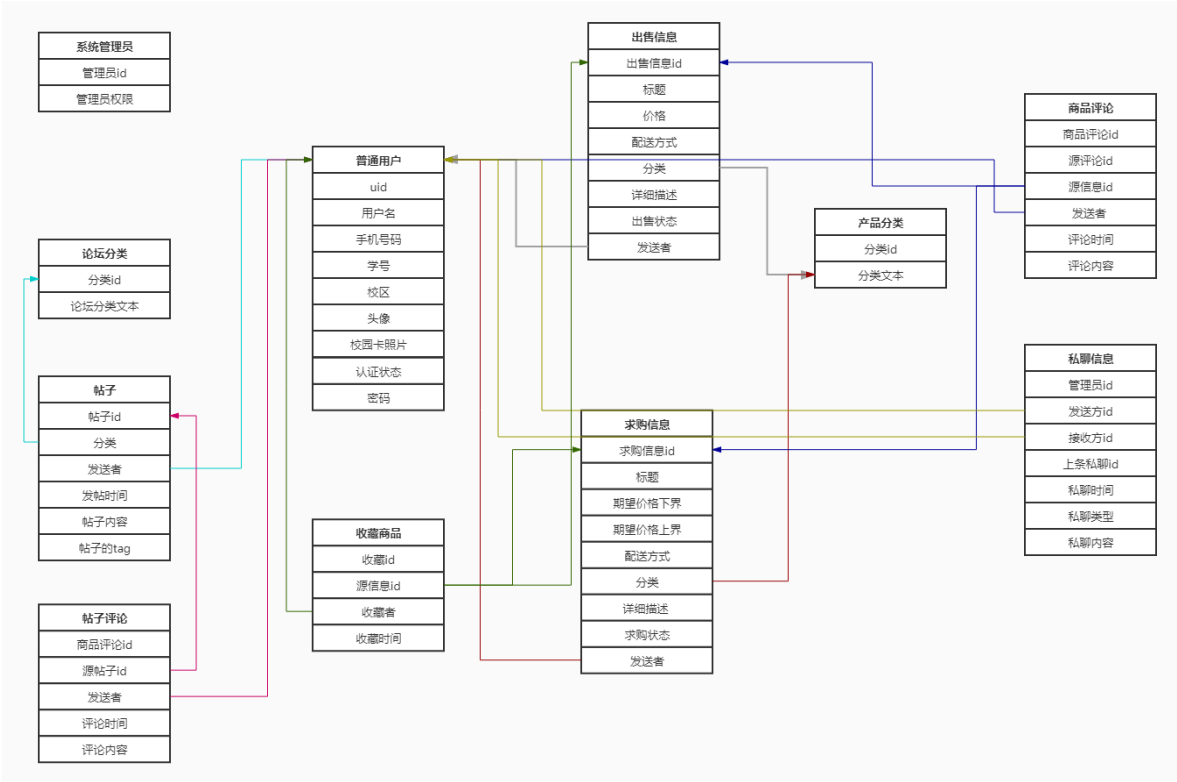 系统管理员
管理员id
管理员权限
论坛分类
分类id
论坛分类文本
帖子
帖子id
分类
发送者
发帖时间
帖子内容
帖子的tag
帖子评论
商品评论id
源帖子id
发送者
评论时间
评论内容
普通用户
uid
用户名
手机号码
学号
校区
头像
校园卡照片
认证状态
密码
收藏商品
收藏id
源信息id
收藏者
收藏时间
出售信息
出售信息id
标题
价格
配送方式
分类
详细描述
出售状态
发送者
求购信息
求购信息id
标题
期望价格下界
期望价格上界
配送方式
分类
详细描述
求购状态
发送者
产品分类
分类id
分类文本
商品评论
商品评论id
源评论id
源信息id
发送者
评论时间
评论内容
私聊信息
管理员id
发送方id
接收方id
上条私聊id
私聊时间
私聊类型
私聊内容